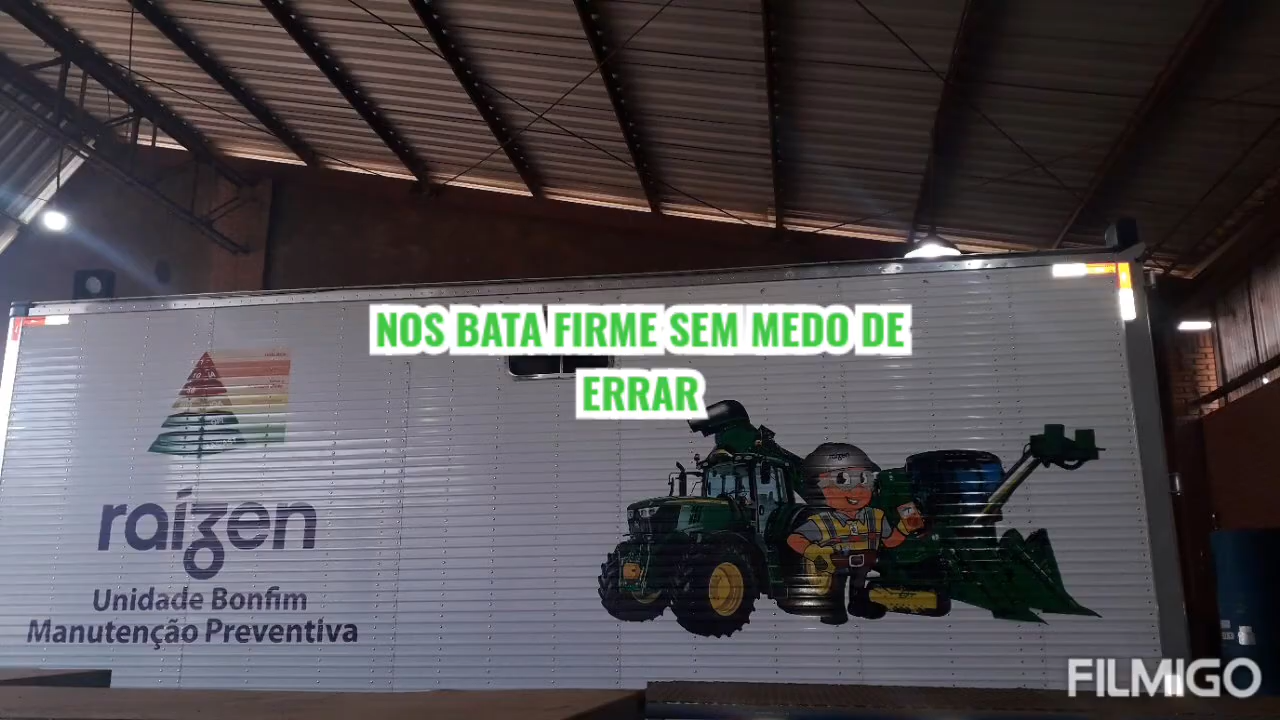 NOS BATA FIRME SEM MEDO DE
ERRAR
raízen
Unidade Bonfim
Manutenção Preventiva
FILMIGO